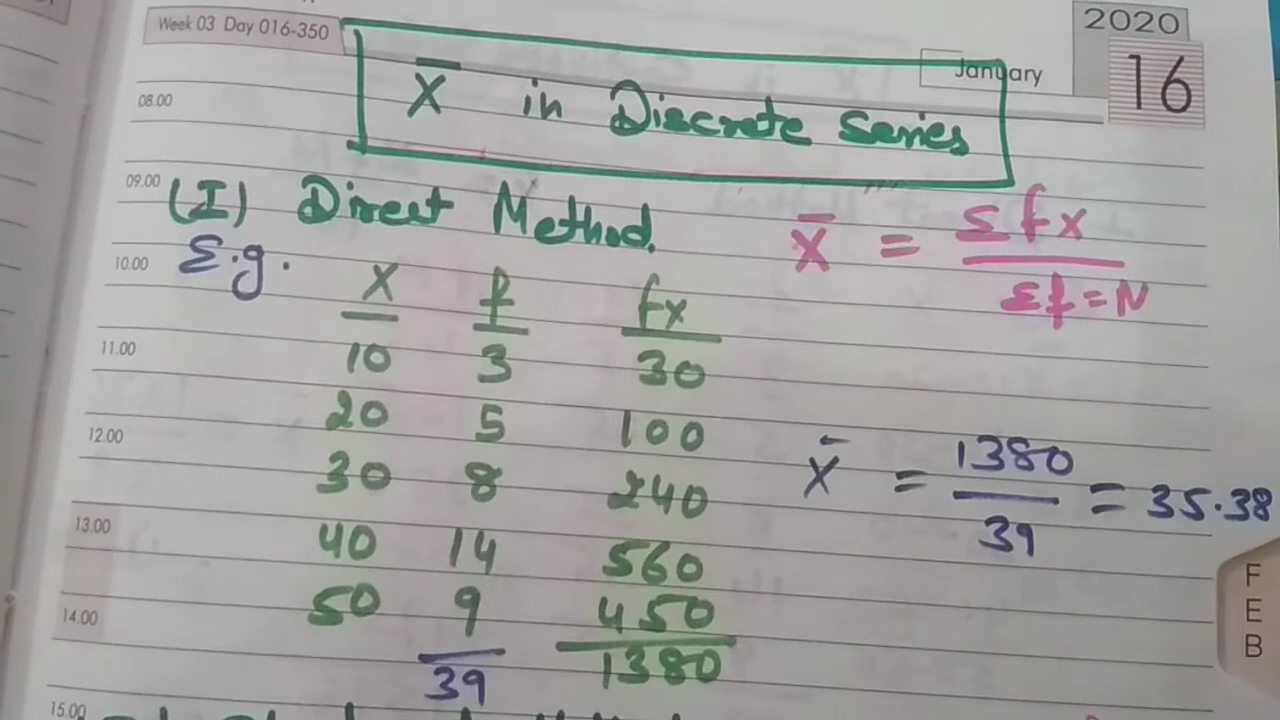 Week 03 Day 016-350
2020
January
16
X̄ in Discrete Series
08.00
09.00
(I) Direct Method.
X̄ = Σfx / Σf = N
10.00
E.g.
X f fx
11.00
10 3 30
20 5 100
12.00
30 8 240
X̄ = 1380 / 39 = 35.38
13.00
40 14 560
50 9 450
14.00
39 1380
15.00
FEB